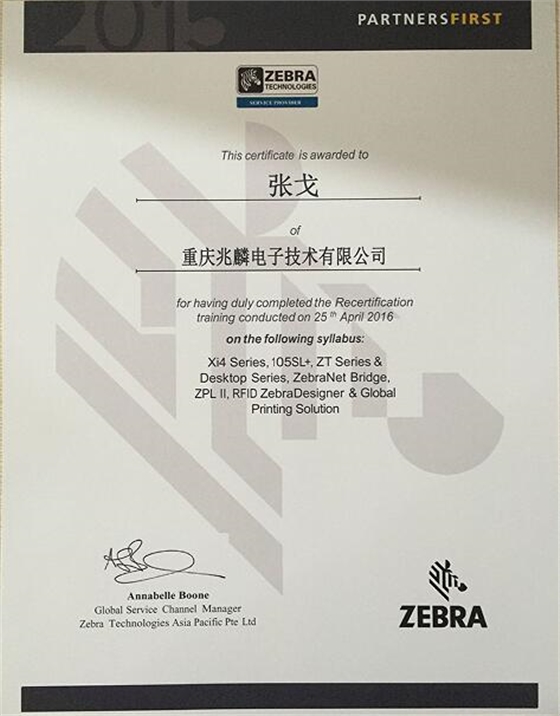 2015
PARTNERSFIRST
ZEBRA
TECHNOLOGIES
SERVICE PROVIDER
This certificate is awarded to
张戈
of
重庆兆麟电子技术有限公司
for having duly completed the Recertification
training conducted on 25 th April 2016
on the following syllabus:
Xi4 Series, 105SL+, ZT Series &
Desktop Series, ZebraNet Bridge,
ZPL II, RFID ZebraDesigner & Global
Printing Solution
Annabelle Boone
Global Service Channel Manager
Zebra Technologies Asia Pacific Pte Ltd
ZEBRA